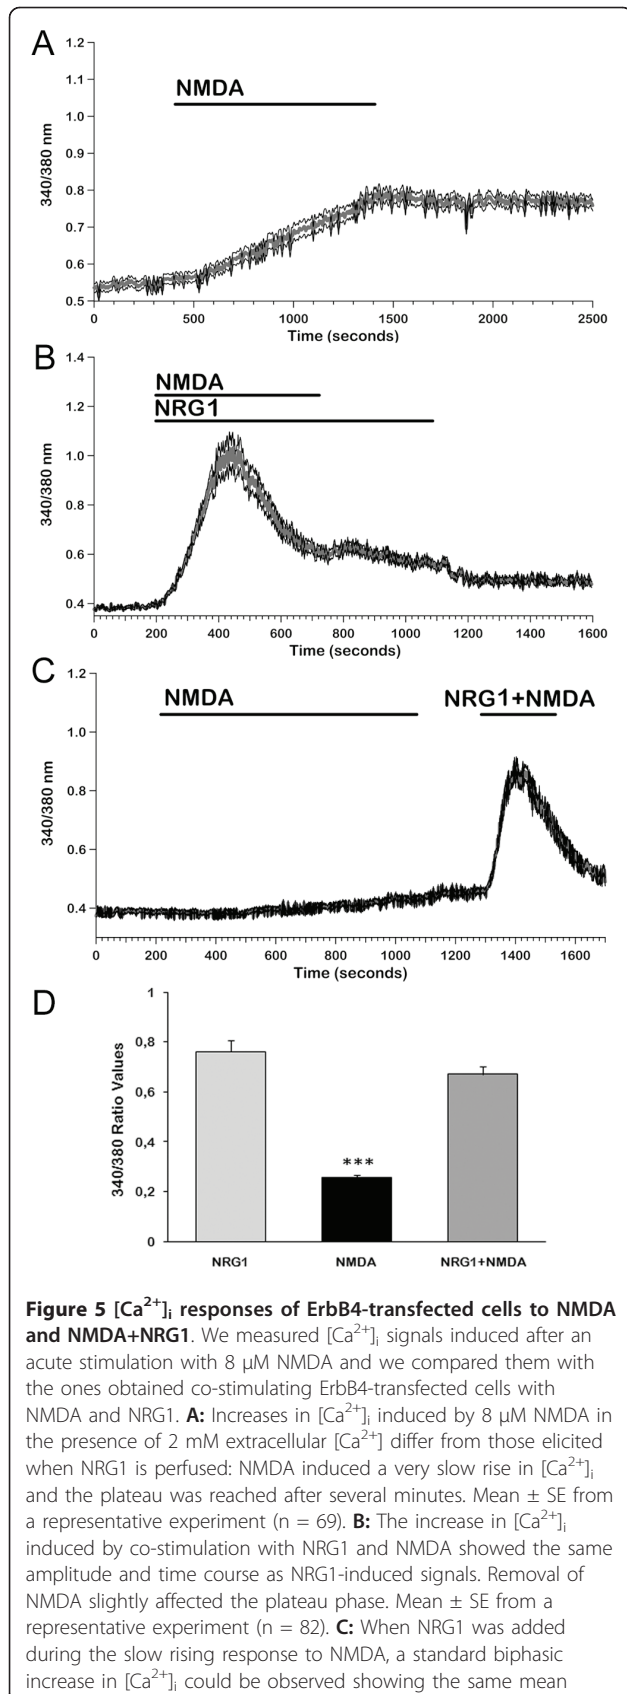 A
1.2
1.1
1.0
0.9
0.8
0.7
0.6
0.5
340/380 nm
NMDA
0 500 1000 1500 2000 2500
Time (seconds)
B
1.4
1.2
1.0
0.8
0.6
0.4
340/380 nm
NMDA
NRG1
0 200 400 600 800 1000 1200 1400 1600
Time (seconds)
C
1.2
1.0
0.8
0.6
0.4
340/380 nm
NMDA NRG1+NMDA
0 200 400 600 800 1000 1200 1400 1600
Time (seconds)
D
1
0,8
0,6
0,4
0,2
0
340/380 Ratio Values
***
NRG1 NMDA NRG1+NMDA
Figure 5 [Ca²⁺]ᵢ responses of ErbB4-transfected cells to NMDA
and NMDA+NRG1. We measured [Ca²⁺]ᵢ signals induced after an
acute stimulation with 8 μM NMDA and we compared them with
the ones obtained co-stimulating ErbB4-transfected cells with
NMDA and NRG1. A: Increases in [Ca²⁺]ᵢ induced by 8 μM NMDA in
the presence of 2 mM extracellular [Ca²⁺] differ from those elicited
when NRG1 is perfused: NMDA induced a very slow rise in [Ca²⁺]ᵢ
and the plateau was reached after several minutes. Mean ± SE from
a representative experiment (n = 69). B: The increase in [Ca²⁺]ᵢ
induced by co-stimulation with NRG1 and NMDA showed the same
amplitude and time course as NRG1-induced signals. Removal of
NMDA slightly affected the plateau phase. Mean ± SE from a
representative experiment (n = 82). C: When NRG1 was added
during the slow rising response to NMDA, a standard biphasic
increase in [Ca²⁺]ᵢ could be observed showing the same mean